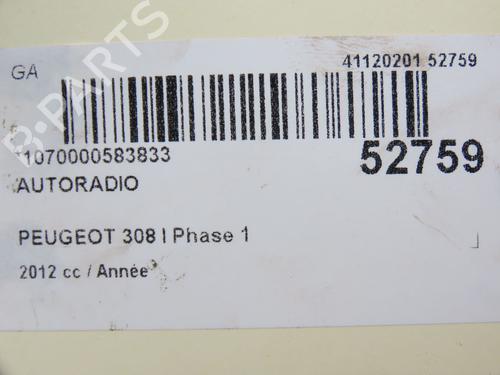 GA
41120201 52759
1070000583833
52759
AUTORADIO
PEUGEOT 308 I Phase 1
2012 cc / Année
B-PARTS